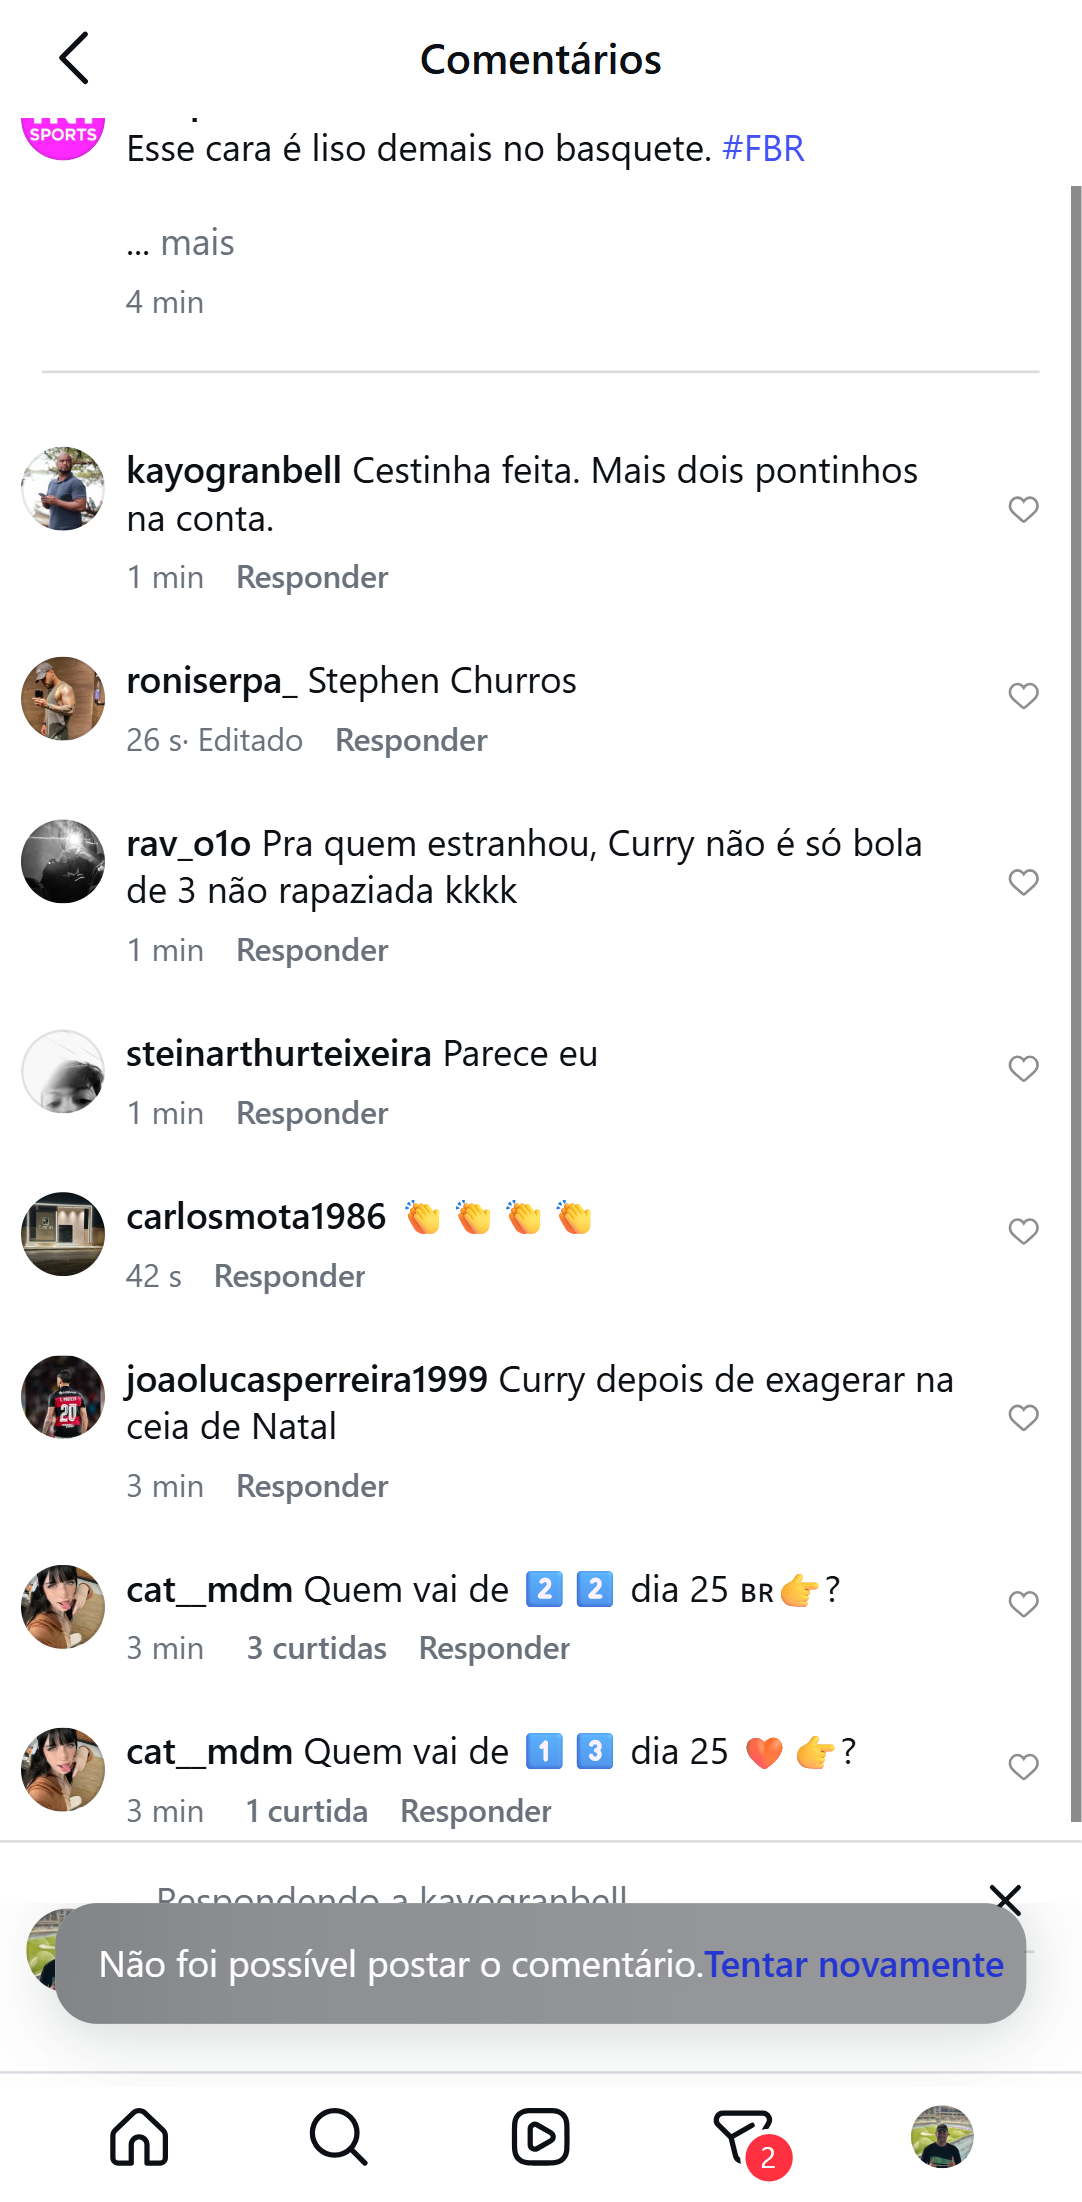 Comentários
SPORTS
Esse cara é liso demais no basquete. #FBR
... mais
4 min
kayogranbell Cestinha feita. Mais dois pontinhos
na conta.
1 min Responder
roniserpa_ Stephen Churros
26 s· Editado Responder
rav_o1o Pra quem estranhou, Curry não é só bola
de 3 não rapaziada kkkk
1 min Responder
steinarthurteixeira Parece eu
1 min Responder
carlosmota1986 👏👏👏👏
42 s Responder
joaolucasperreira1999 Curry depois de exagerar na
ceia de Natal
3 min Responder
cat__mdm Quem vai de 2️⃣2️⃣ dia 25 ʙʀ👉?
3 min 3 curtidas Responder
cat__mdm Quem vai de 1️⃣3️⃣ dia 25 ❤️👉?
3 min 1 curtida Responder
Respondendo a kayogranbell
Não foi possível postar o comentário.Tentar novamente
2